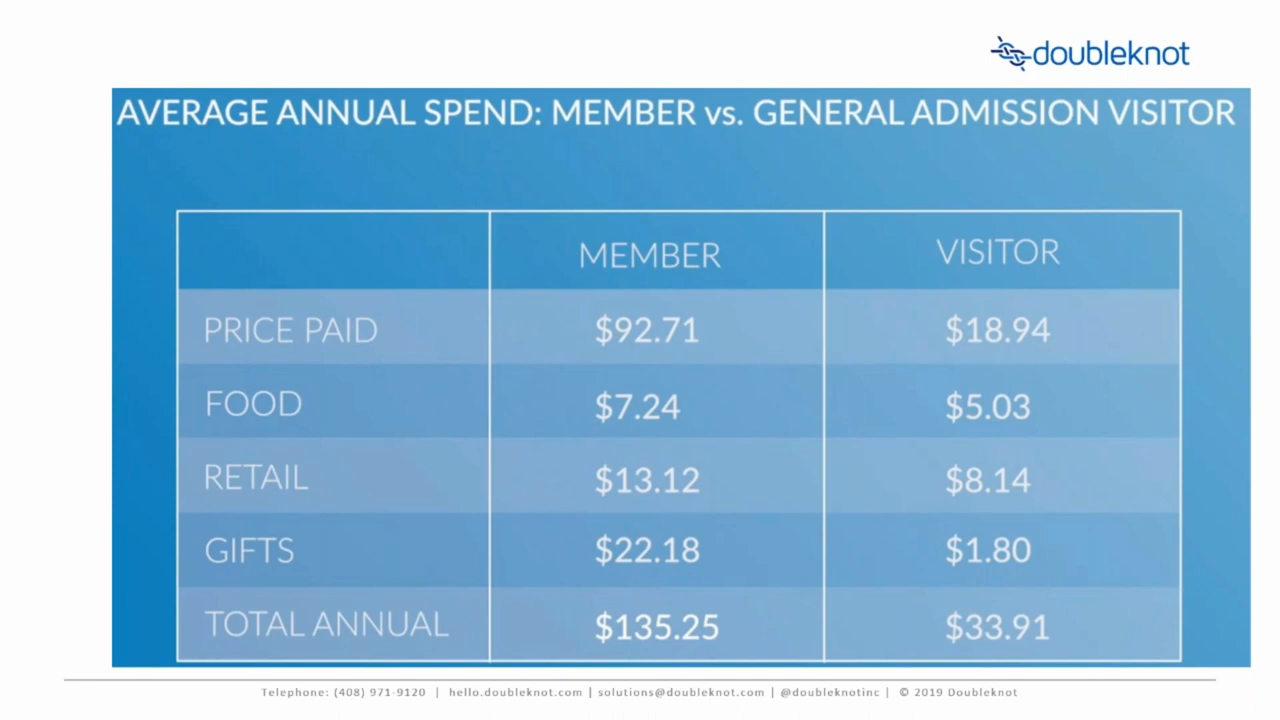 doubleknot
AVERAGE ANNUAL SPEND: MEMBER vs. GENERAL ADMISSION VISITOR
MEMBER VISITOR
PRICE PAID $92.71 $18.94
FOOD $7.24 $5.03
RETAIL $13.12 $8.14
GIFTS $22.18 $1.80
TOTAL ANNUAL $135.25 $33.91
Telephone: (408) 971-9120 | hello.doubleknot.com | solutions@doubleknot.com | @doubleknotinc | © 2019 Doubleknot